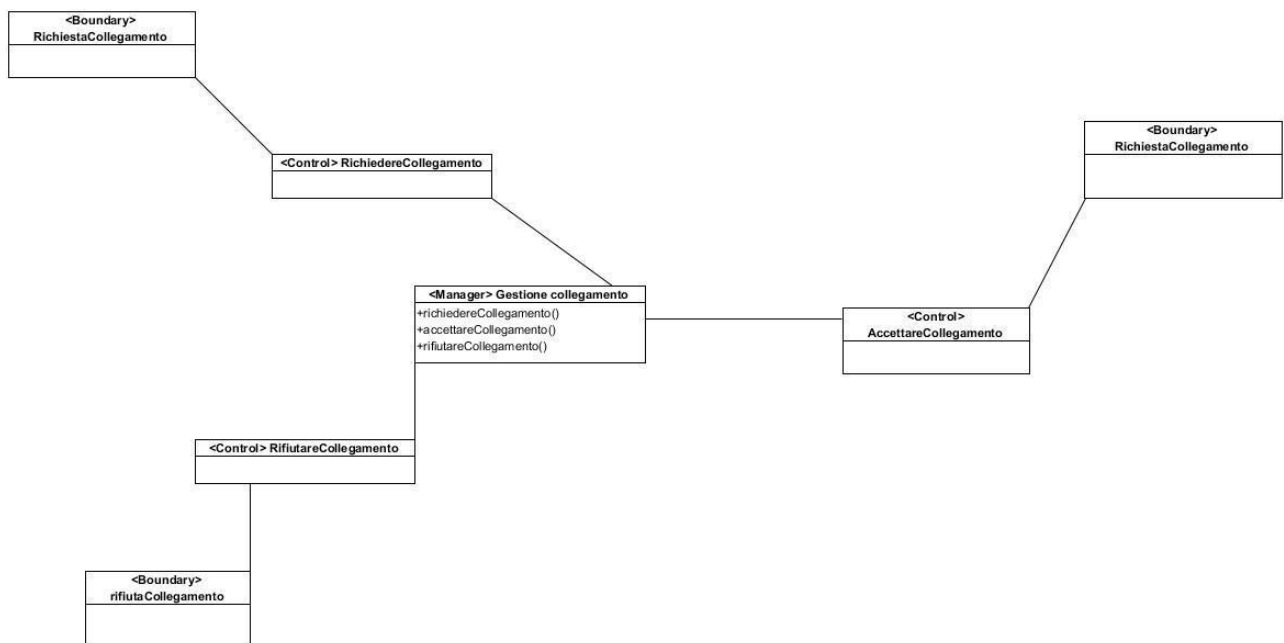 <Boundary>
RichiestaCollegamento
<Boundary>
RichiestaCollegamento
<Control> RichiedereCollegamento
<Manager> Gestione collegamento
+richiedereCollegamento()
+accettareCollegamento()
+rifiutareCollegamento()
<Control>
AccettareCollegamento
<Control> RifiutareCollegamento
<Boundary>
rifiutaCollegamento